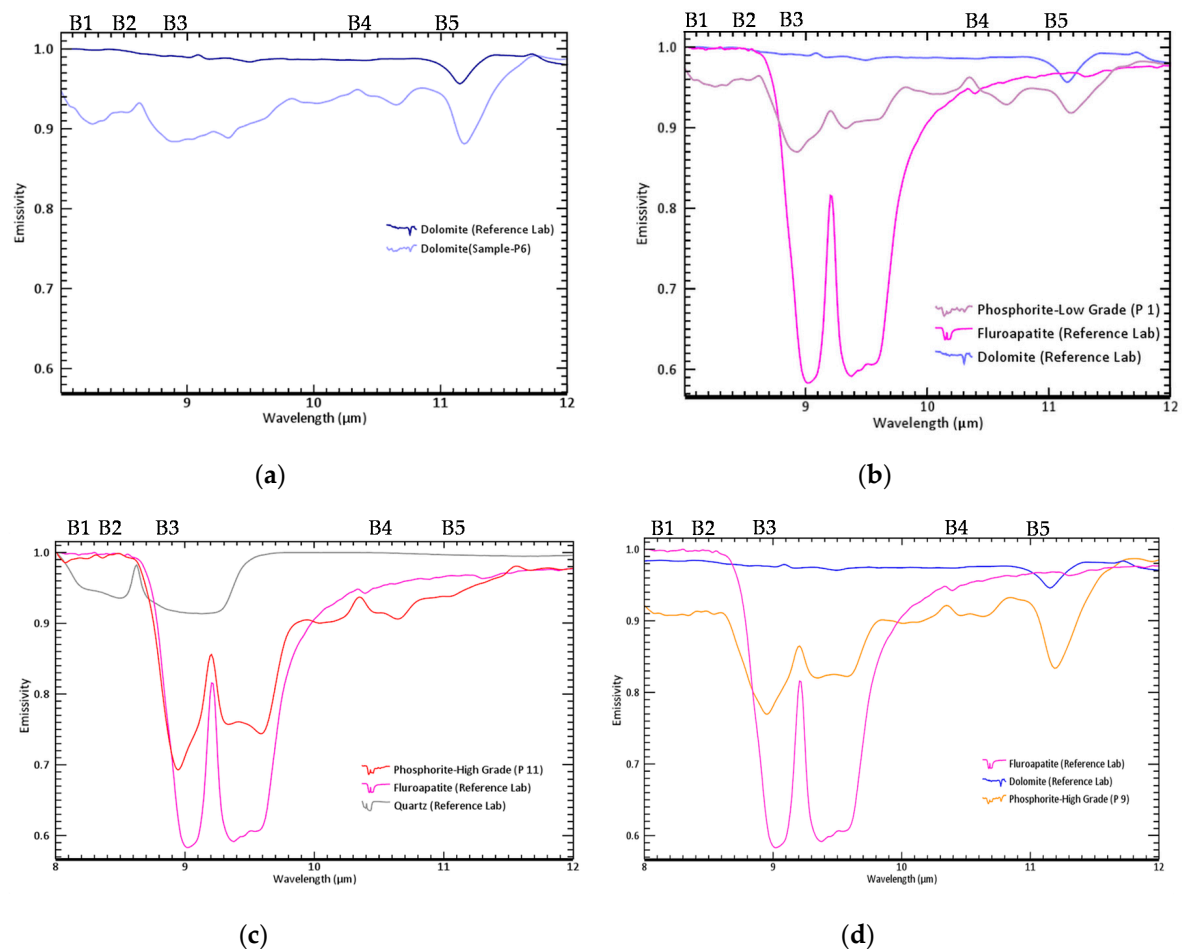 B1 B2 B3 B4 B5
1.0
0.9
0.8
0.7
0.6
Emissivity
Dolomite (Reference Lab)
Dolomite(Sample-P6)
9 10 11 12
Wavelength (µm)
(a)
B1 B2 B3 B4 B5
1.0
0.9
0.8
0.7
0.6
Emissivity
Phosphorite-Low Grade (P 1)
Fluroapatite (Reference Lab)
Dolomite (Reference Lab)
9 10 11 12
Wavelength (µm)
(b)
B1 B2 B3 B4 B5
1.0
0.9
0.8
0.7
0.6
Emissivity
Phosphorite-High Grade (P 11)
Fluroapatite (Reference Lab)
Quartz (Reference Lab)
8 9 10 11 12
Wavelength (µm)
(c)
B1 B2 B3 B4 B5
1.0
0.9
0.8
0.7
0.6
Emissivity
Fluroapatite (Reference Lab)
Dolomite (Reference Lab)
Phosphorite-High Grade (P 9)
8 9 10 11 12
Wavelength (µm)
(d)